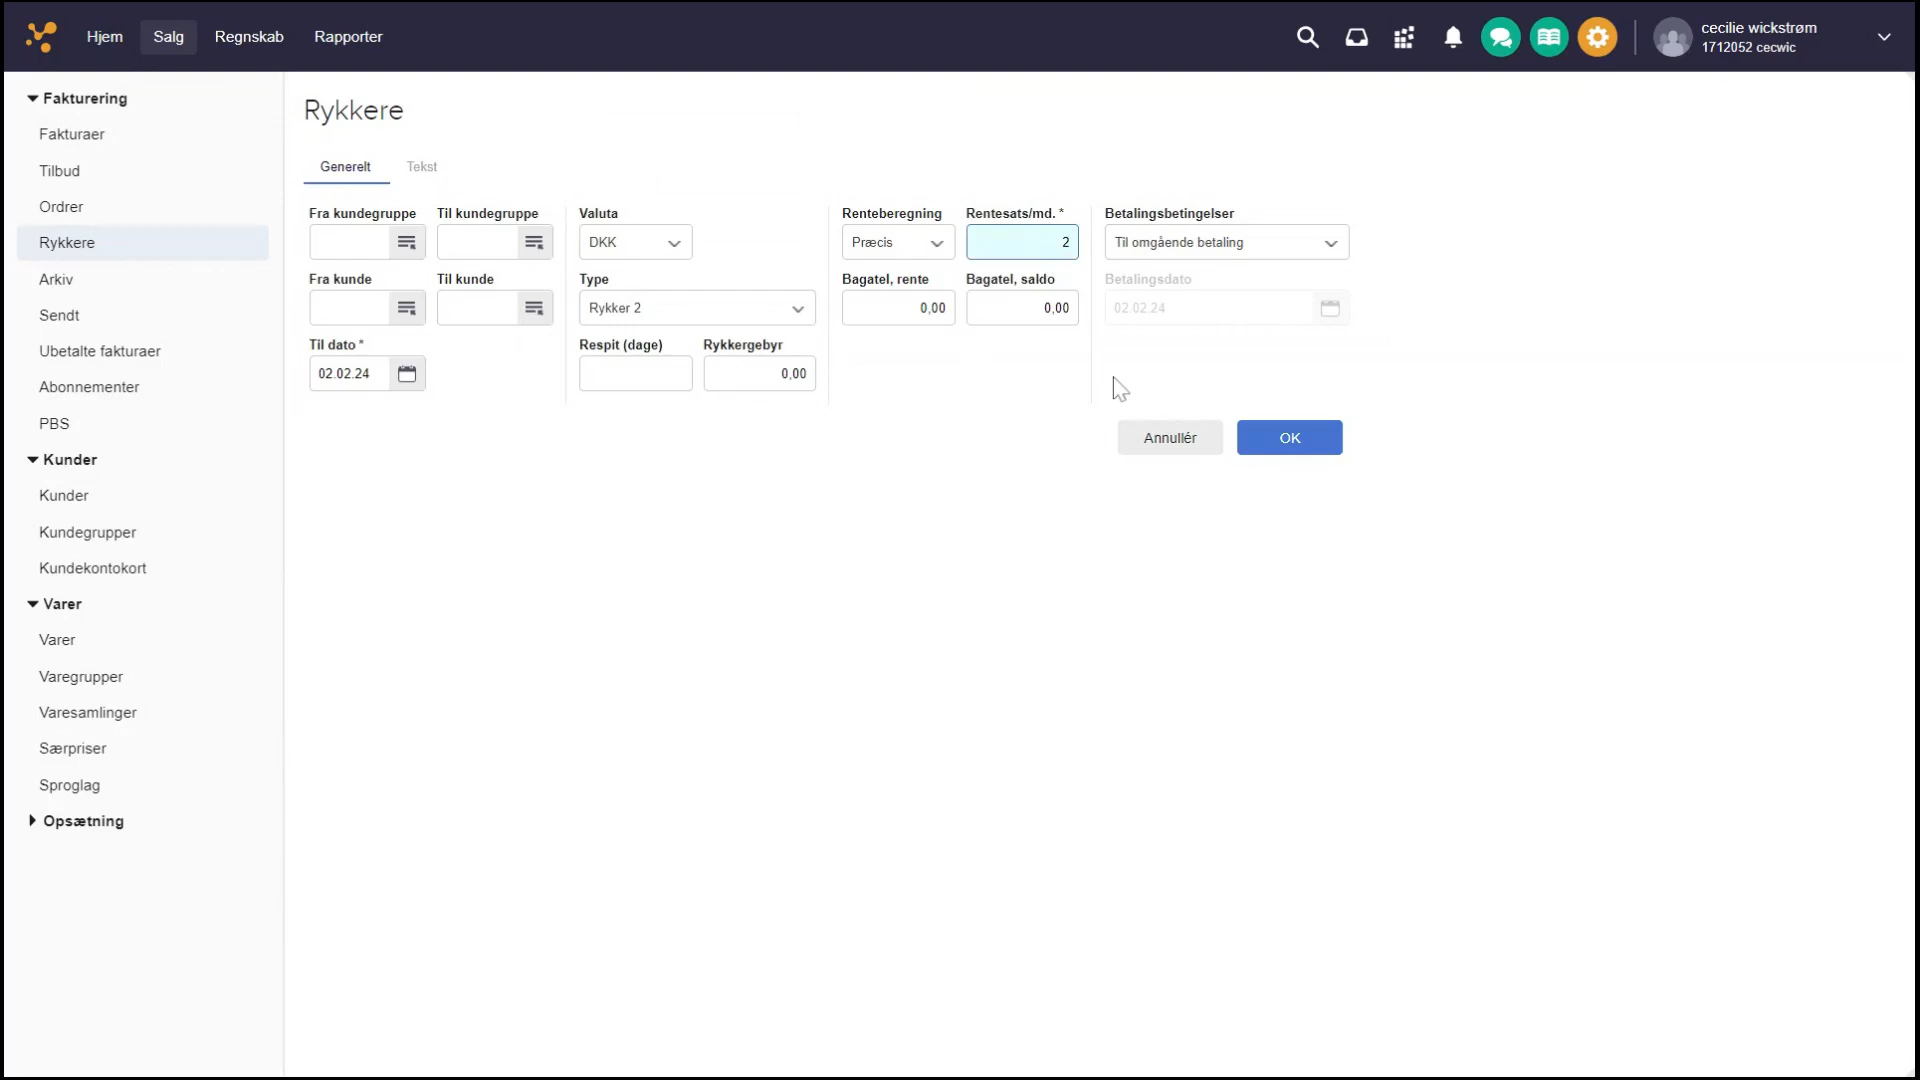 Hjem
Salg
Regnskab
Rapporter
cecilie wickstrøm
1712052 cecwic
Fakturering
Fakturaer
Tilbud
Ordrer
Rykkere
Arkiv
Sendt
Ubetalte fakturaer
Abonnementer
PBS
Kunder
Kunder
Kundegrupper
Kundekontokort
Varer
Varer
Varegrupper
Varesamlinger
Særpriser
Sproglag
Opsætning
Rykkere
Generelt
Tekst
Fra kundegruppe
Til kundegruppe
Fra kunde
Til kunde
Til dato *
02.02.24
Valuta
DKK
Type
Rykker 2
Respit (dage)
Rykkergebyr
0,00
Renteberegning
Rentesats/md. *
Præcis
2
Bagatel, rente
Bagatel, saldo
0,00
0,00
Betalingsbetingelser
Til omgående betaling
Betalingsdato
02.02.24
Annullér
OK